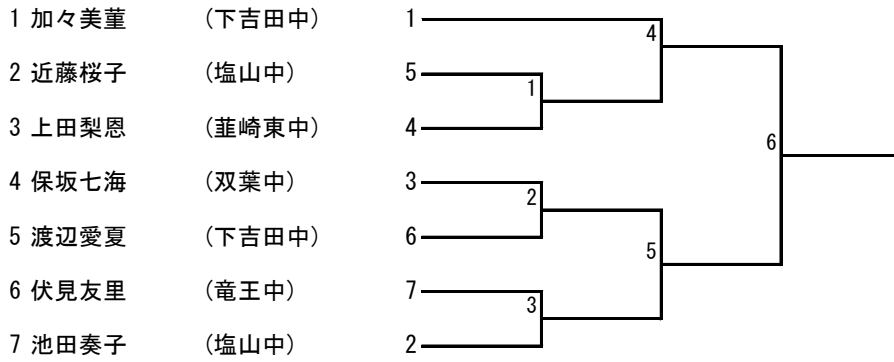 1 加々美菫 (下吉田中) 1
4
2 近藤桜子 (塩山中) 5
1
3 上田梨恩 (韮崎東中) 4
6
4 保坂七海 (双葉中) 3
2
5 渡辺愛夏 (下吉田中) 6
5
6 伏見友里 (竜王中) 7
3
7 池田奏子 (塩山中) 2